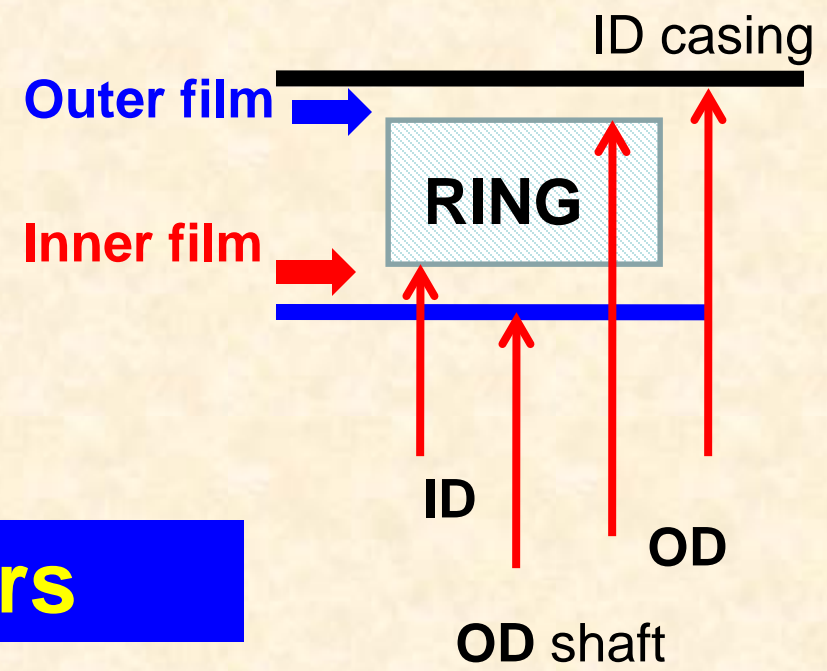 ID casing
Outer film
RING
Inner film
ID
OD
rs
OD shaft